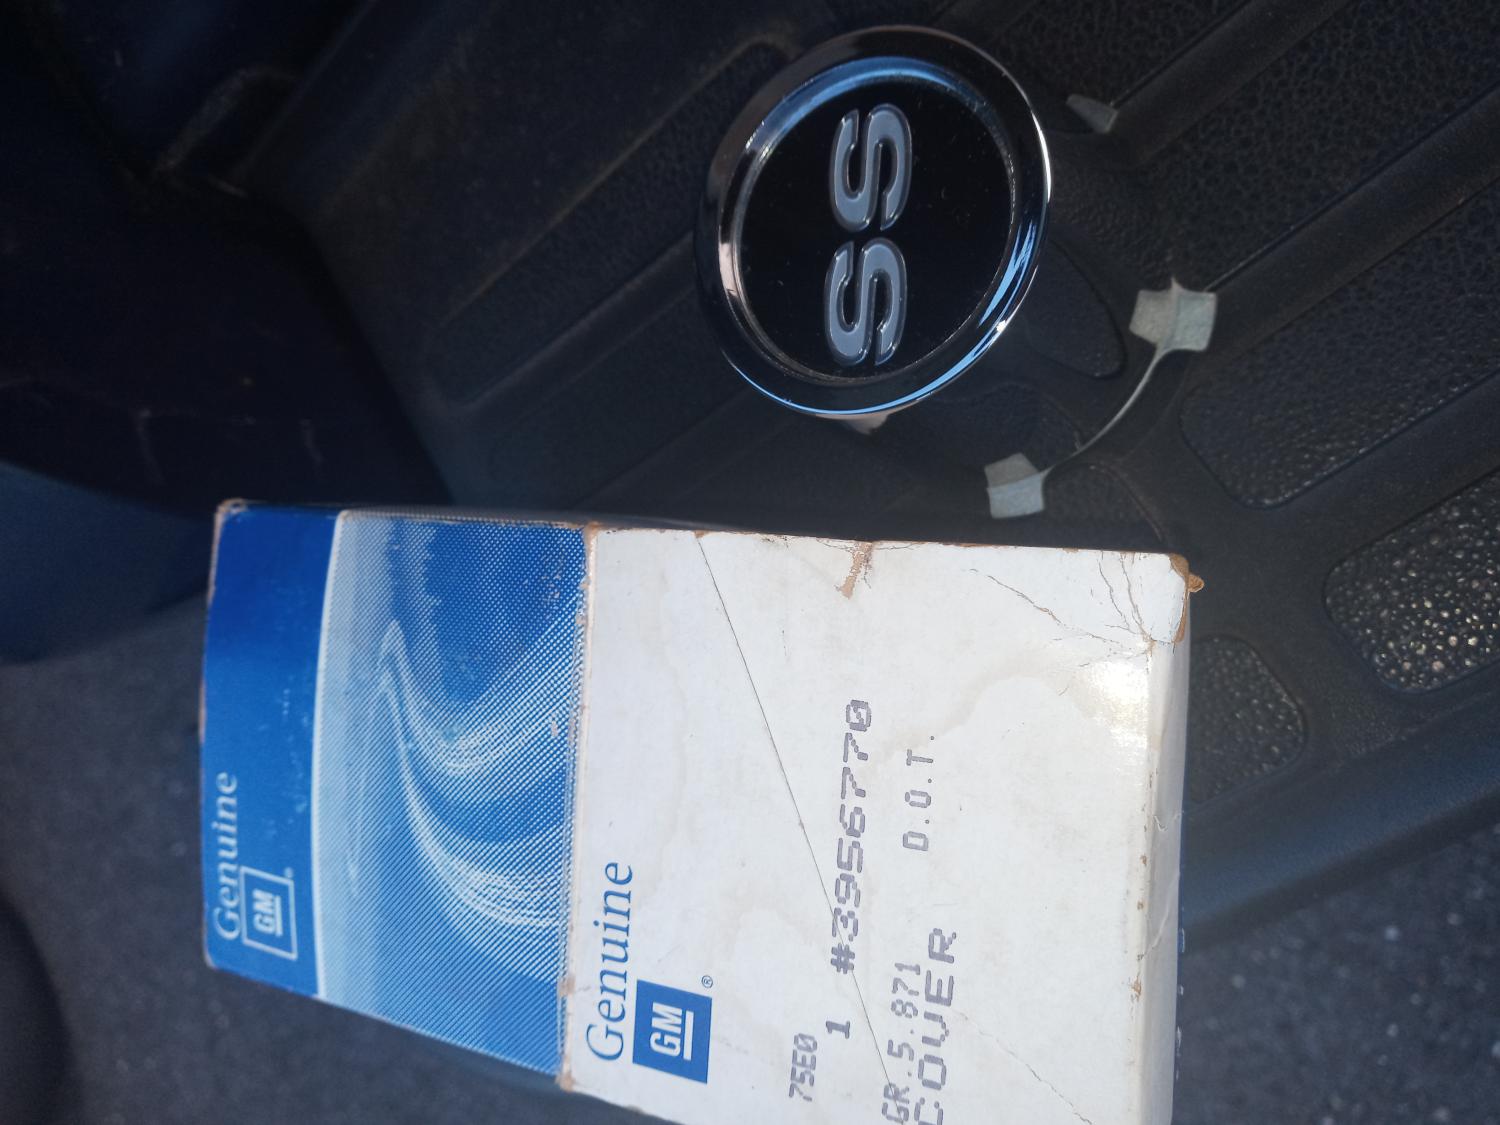 SS
Genuine
GM
®
Genuine
GM
®
75E0
1 #3956770
GR.5.871 D.O.T.
COVER